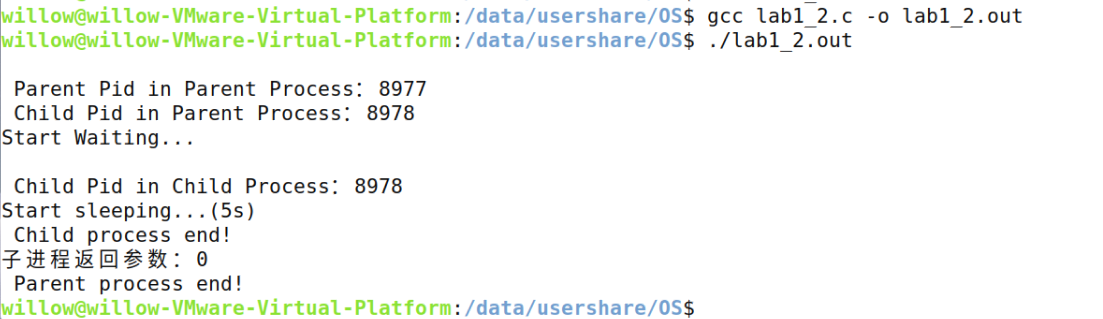 willow@willow-VMware-Virtual-Platform:/data/usershare/OS$ gcc lab1_2.c -o lab1_2.out
willow@willow-VMware-Virtual-Platform:/data/usershare/OS$ ./lab1_2.out
Parent Pid in Parent Process：8977
Child Pid in Parent Process：8978
Start Waiting...
Child Pid in Child Process：8978
Start sleeping...(5s)
Child process end!
子进程返回参数：0
Parent process end!
willow@willow-VMware-Virtual-Platform:/data/usershare/OS$